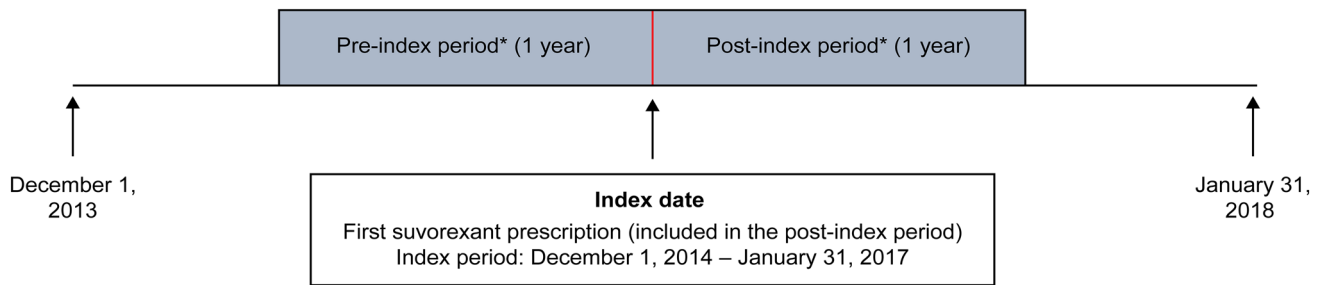 Pre-index period* (1 year)
Post-index period* (1 year)
December 1,
2013
January 31,
2018
Index date
First suvorexant prescription (included in the post-index period)
Index period: December 1, 2014 – January 31, 2017